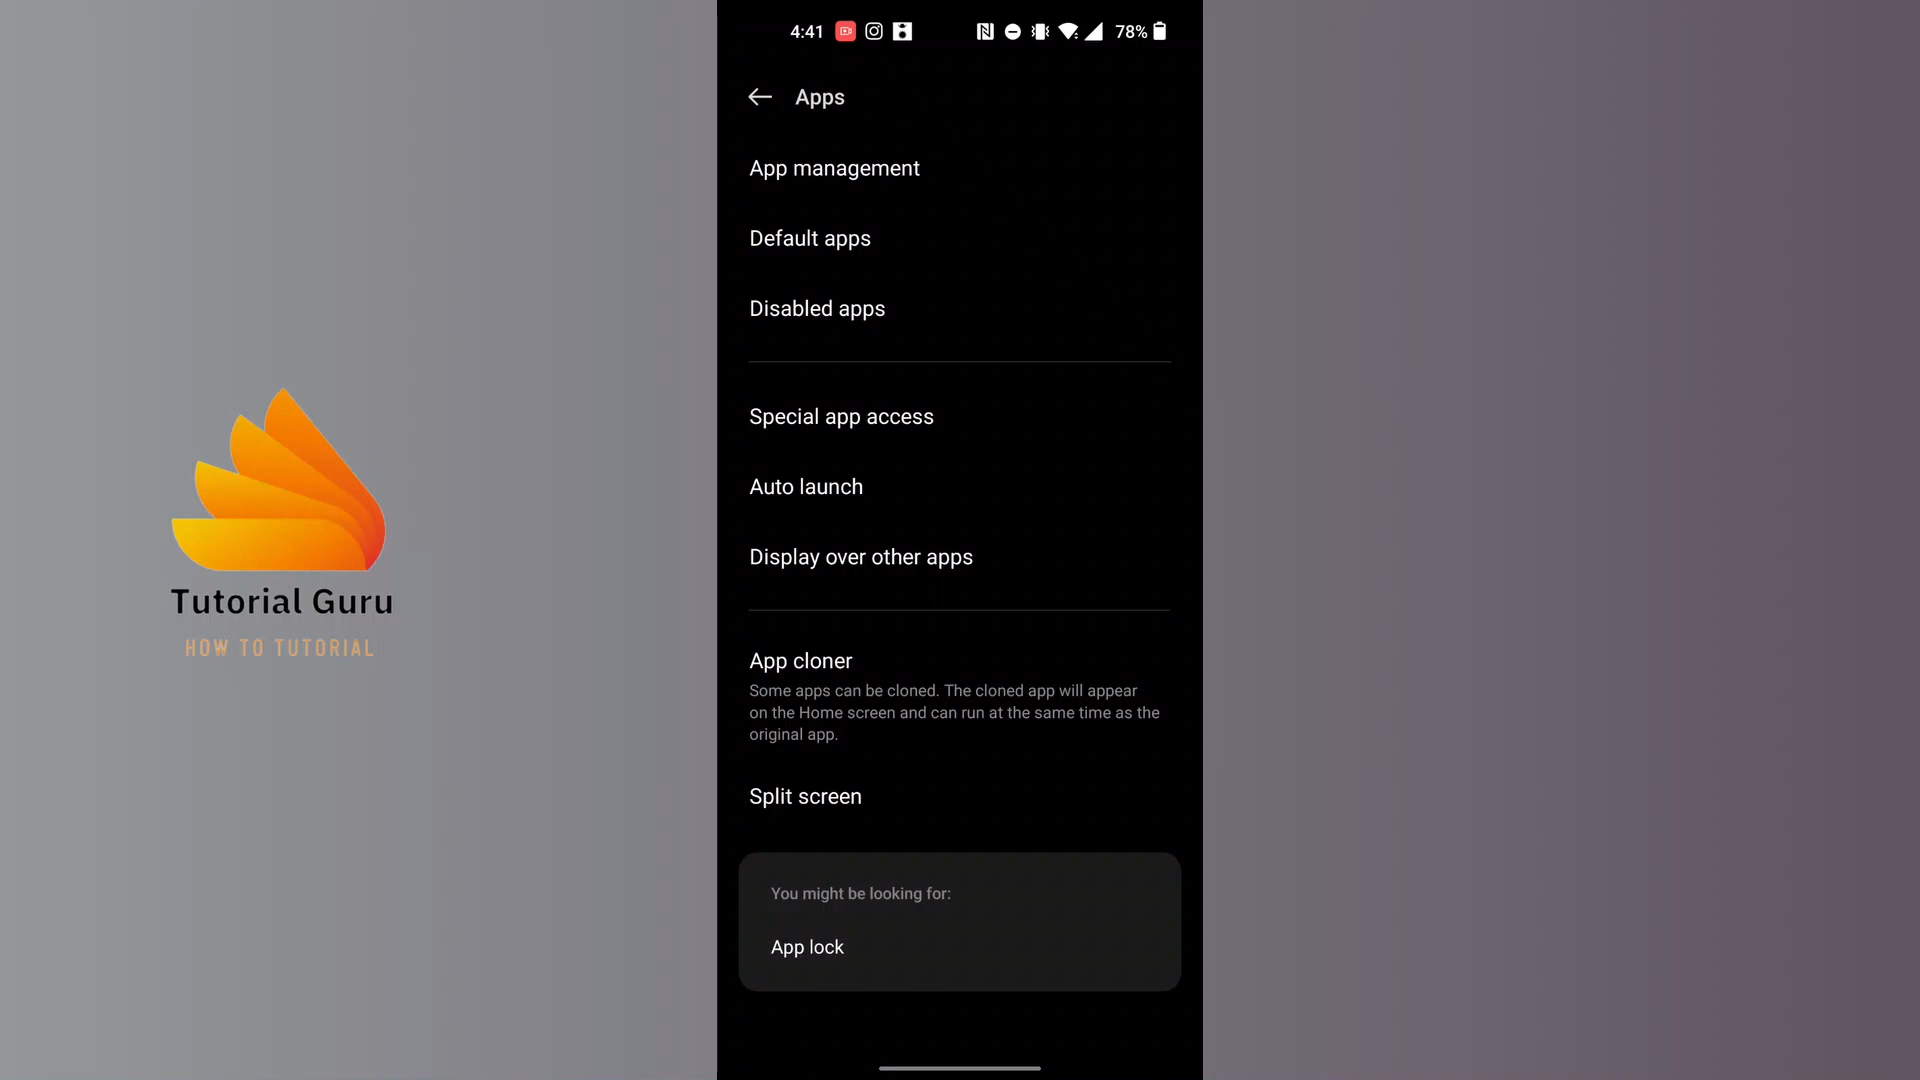 4:41
78%
Apps
App management
Default apps
Disabled apps
Special app access
Auto launch
Display over other apps
App cloner
Some apps can be cloned. The cloned app will appear
on the Home screen and can run at the same time as the
original app.
Split screen
You might be looking for:
App lock
Tutorial Guru
HOW TO TUTORIAL